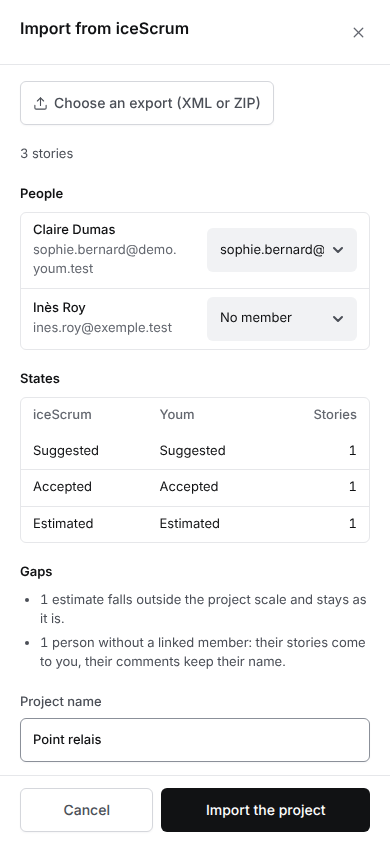 Import from iceScrum
Choose an export (XML or ZIP)
3 stories
People
Claire Dumas
sophie.bernard@demo.
youm.test
sophie.bernard@
Inès Roy
ines.roy@exemple.test
No member
States
iceScrum Youm Stories
Suggested Suggested 1
Accepted Accepted 1
Estimated Estimated 1
Gaps
• 1 estimate falls outside the project scale and stays as
it is.
• 1 person without a linked member: their stories come
to you, their comments keep their name.
Project name
Point relais
Cancel
Import the project